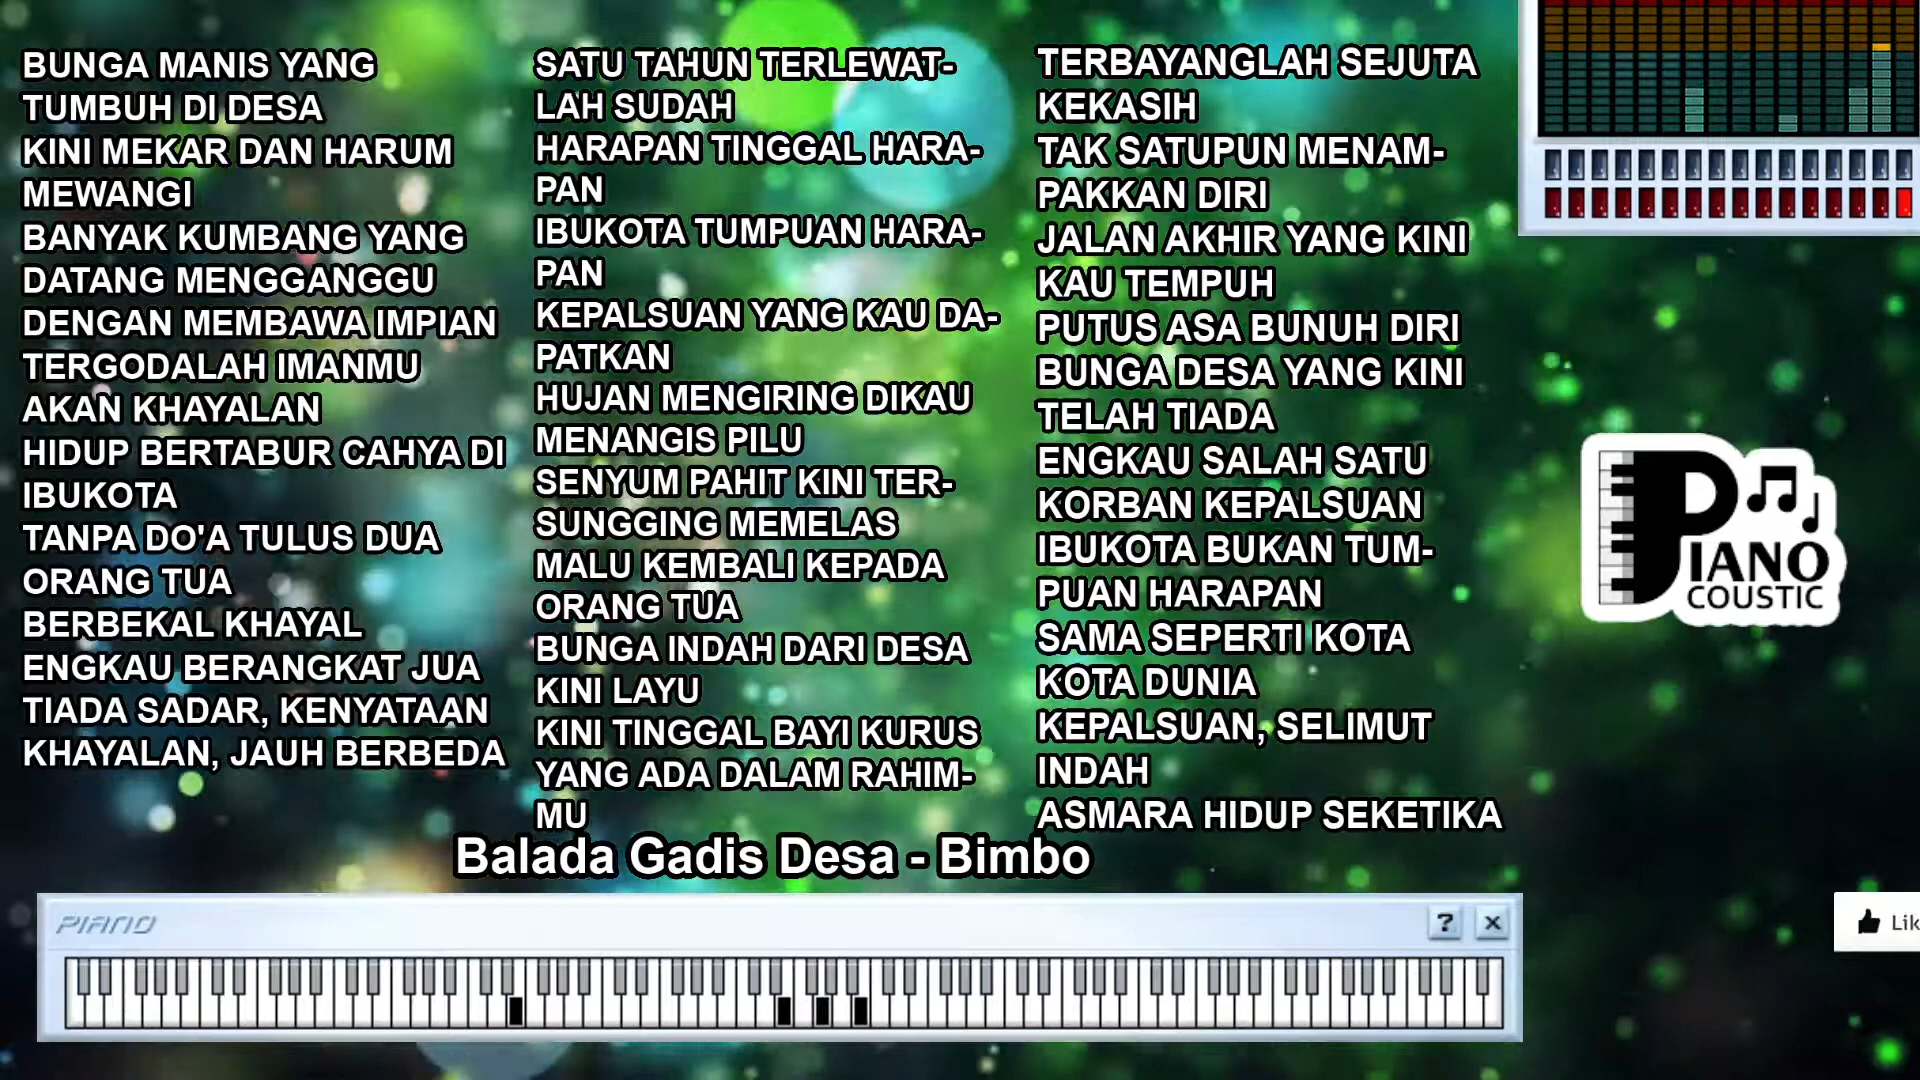 BUNGA MANIS YANG
TUMBUH DI DESA
KINI MEKAR DAN HARUM
MEWANGI
BANYAK KUMBANG YANG
DATANG MENGGANGGU
DENGAN MEMBAWA IMPIAN
TERGODALAH IMANMU
AKAN KHAYALAN
HIDUP BERTABUR CAHYA DI
IBUKOTA
TANPA DO'A TULUS DUA
ORANG TUA
BERBEKAL KHAYAL
ENGKAU BERANGKAT JUA
TIADA SADAR, KENYATAAN
KHAYALAN, JAUH BERBEDA
SATU TAHUN TERLEWAT-
LAH SUDAH
HARAPAN TINGGAL HARA-
PAN
IBUKOTA TUMPUAN HARA-
PAN
KEPALSUAN YANG KAU DA-
PATKAN
HUJAN MENGIRING DIKAU
MENANGIS PILU
SENYUM PAHIT KINI TER-
SUNGGING MEMELAS
MALU KEMBALI KEPADA
ORANG TUA
BUNGA INDAH DARI DESA
KINI LAYU
KINI TINGGAL BAYI KURUS
YANG ADA DALAM RAHIM-
MU
TERBAYANGLAH SEJUTA
KEKASIH
TAK SATUPUN MENAM-
PAKKAN DIRI
JALAN AKHIR YANG KINI
KAU TEMPUH
PUTUS ASA BUNUH DIRI
BUNGA DESA YANG KINI
TELAH TIADA
ENGKAU SALAH SATU
KORBAN KEPALSUAN
IBUKOTA BUKAN TUM-
PUAN HARAPAN
SAMA SEPERTI KOTA
KOTA DUNIA
KEPALSUAN, SELIMUT
INDAH
ASMARA HIDUP SEKETIKA
Balada Gadis Desa - Bimbo
PIANO
COUSTIC
PIANO
?
Lik